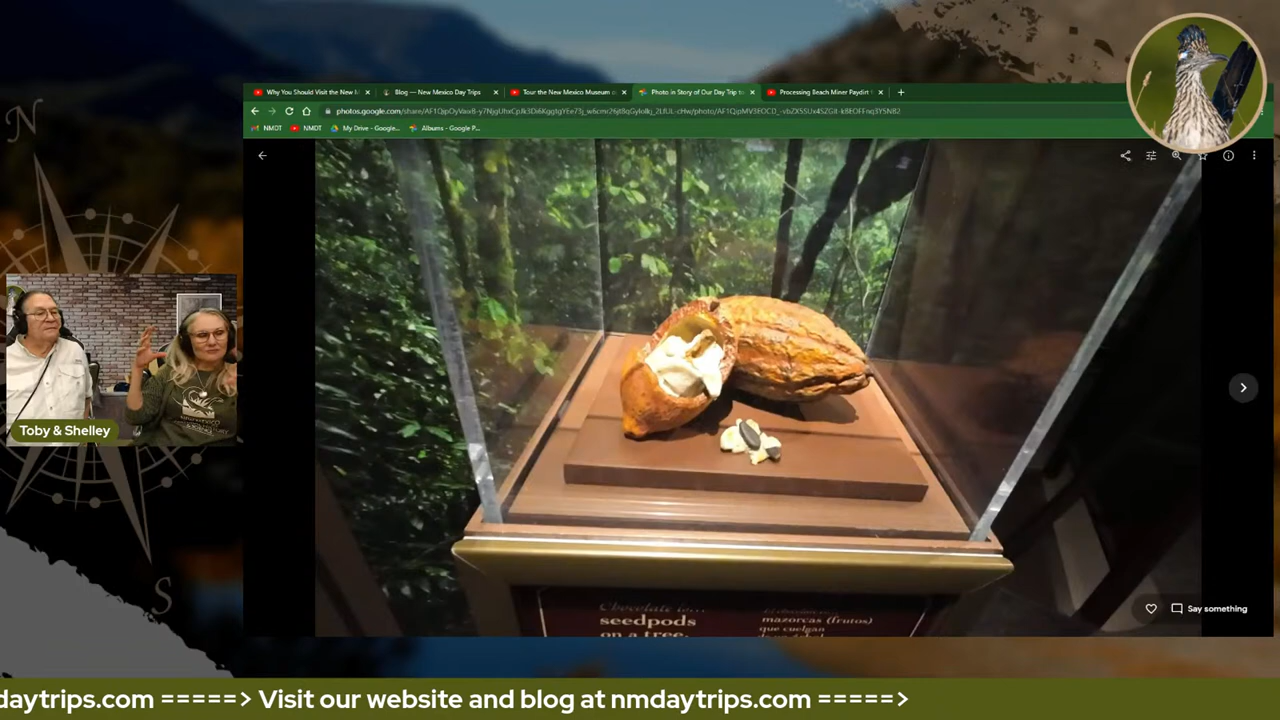 Why You Should Visit the New M
Blog — New Mexico Day Trips
Tour the New Mexico Museum o
Photo in Story of Our Day Trip to
Processing Beach Miner Paydirt
NMDT
NMDT
My Drive - Google...
Albums - Google P...
Toby & Shelley
N
S
Chocolate is...
seedpods
on a tree.
mazorcas (frutos)
que cuelgan
Say something
daytrips.com =====> Visit our website and blog at nmdaytrips.com =====>